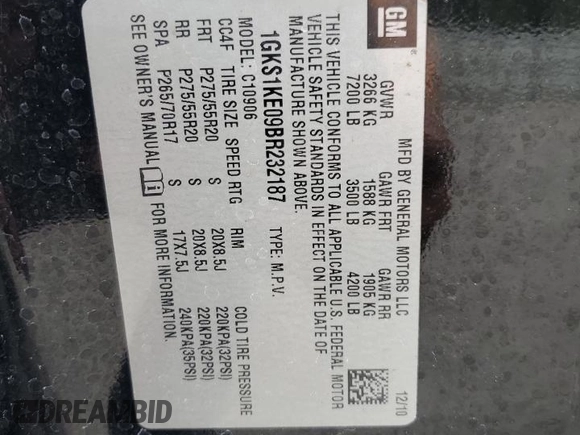 GM
MFD BY GENERAL MOTORS LLC
12/10
GVWR GAWR FRT GAWR RR
3266 KG 1588 KG 1905 KG
7200 LB 3500 LB 4200 LB
THIS VEHICLE CONFORMS TO ALL APPLICABLE U.S. FEDERAL MOTOR
VEHICLE SAFETY STANDARDS IN EFFECT ON THE DATE OF
MANUFACTURE SHOWN ABOVE.
1GKS1KE09BR232187 TYPE: M.P.V.
MODEL: C10906
CC4F TIRE SIZE SPEED RTG RIM COLD TIRE PRESSURE
FRT P275/55R20 S 20X8.5J 220KPA(32PSI)
RR P275/55R20 S 20X8.5J 220KPA(32PSI)
SPA P265/70R17 S 17X7.5J 240KPA(35PSI)
SEE OWNER'S MANUAL FOR MORE INFORMATION.
DREAMBID